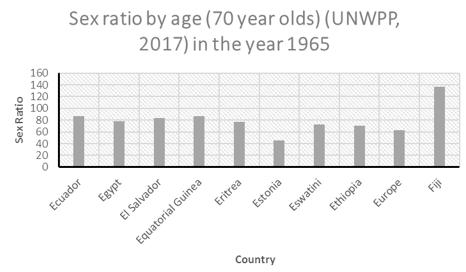 Sex ratio by age (70 year olds) (UNWPP,
2017) in the year 1965
160
140
120
100
80
60
40
20
0
Sex Ratio
Ecuador
Egypt
El Salvador
Equatorial Guinea
Eritrea
Estonia
Eswatini
Ethlopia
Europe
Fiji
Country